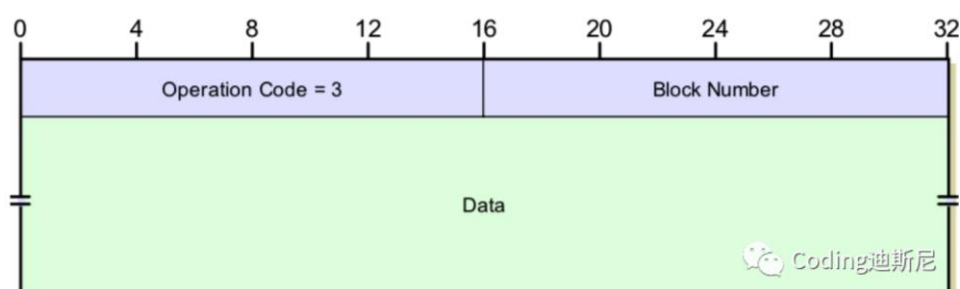 0 4 8 12 16 20 24 28 32
Operation Code = 3 Block Number
Data
Coding迪斯尼